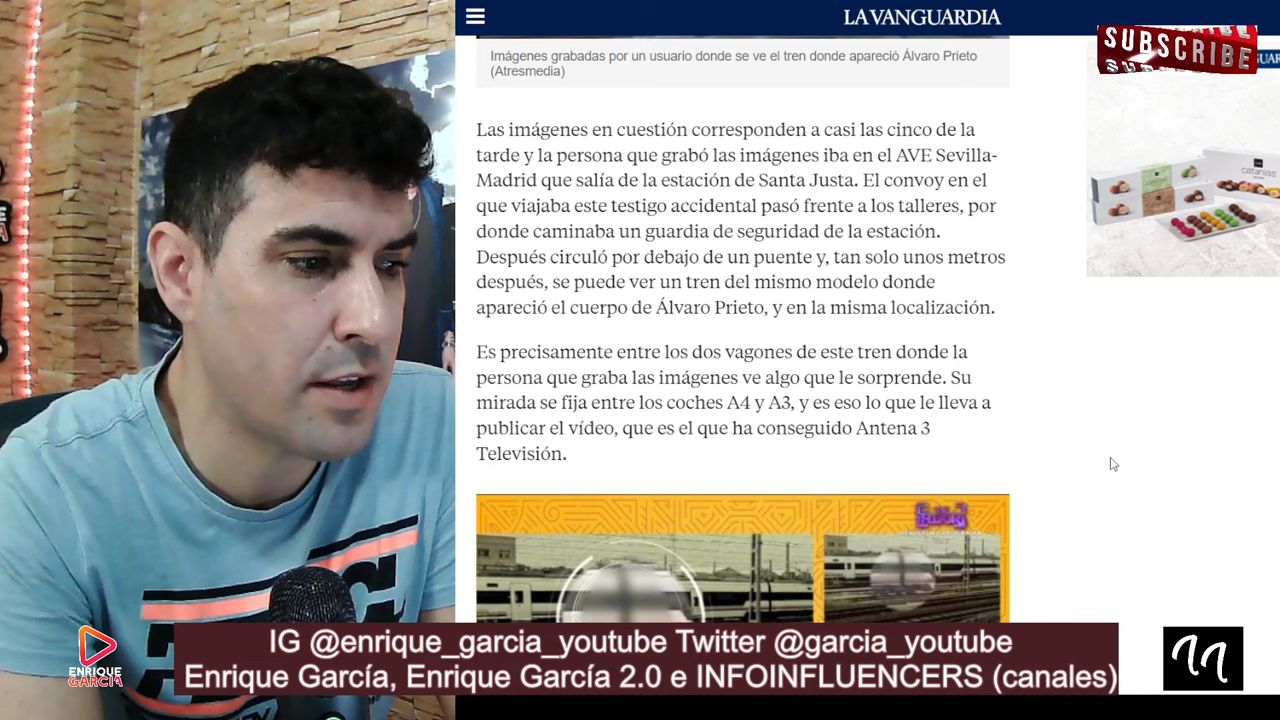 LA VANGUARDIA
SUBSCRIBE
Imágenes grabadas por un usuario donde se ve el tren donde apareció Álvaro Prieto
(Atresmedia)
Las imágenes en cuestión corresponden a casi las cinco de la
tarde y la persona que grabó las imágenes iba en el AVE Sevilla-
Madrid que salía de la estación de Santa Justa. El convoy en el
que viajaba este testigo accidental pasó frente a los talleres, por
donde caminaba un guardia de seguridad de la estación.
Después circuló por debajo de un puente y, tan solo unos metros
después, se puede ver un tren del mismo modelo donde
apareció el cuerpo de Álvaro Prieto, y en la misma localización.
Es precisamente entre los dos vagones de este tren donde la
persona que graba las imágenes ve algo que le sorprende. Su
mirada se fija entre los coches A4 y A3, y es eso lo que le lleva a
publicar el vídeo, que es el que ha conseguido Antena 3
Televisión.
catanias
IG @enrique_garcia_youtube Twitter @garcia_youtube
Enrique García, Enrique García 2.0 e INFOINFLUENCERS (canales)
ENRIQUE
GARCÍA